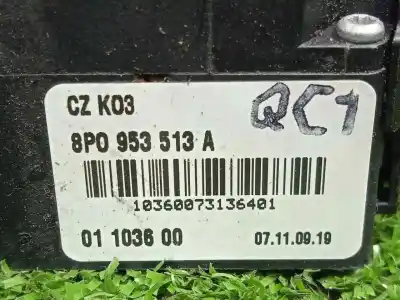 CZ K03
QC1
8P0 953 513 A
10360073136401
01 1036 00
07.11.09.19